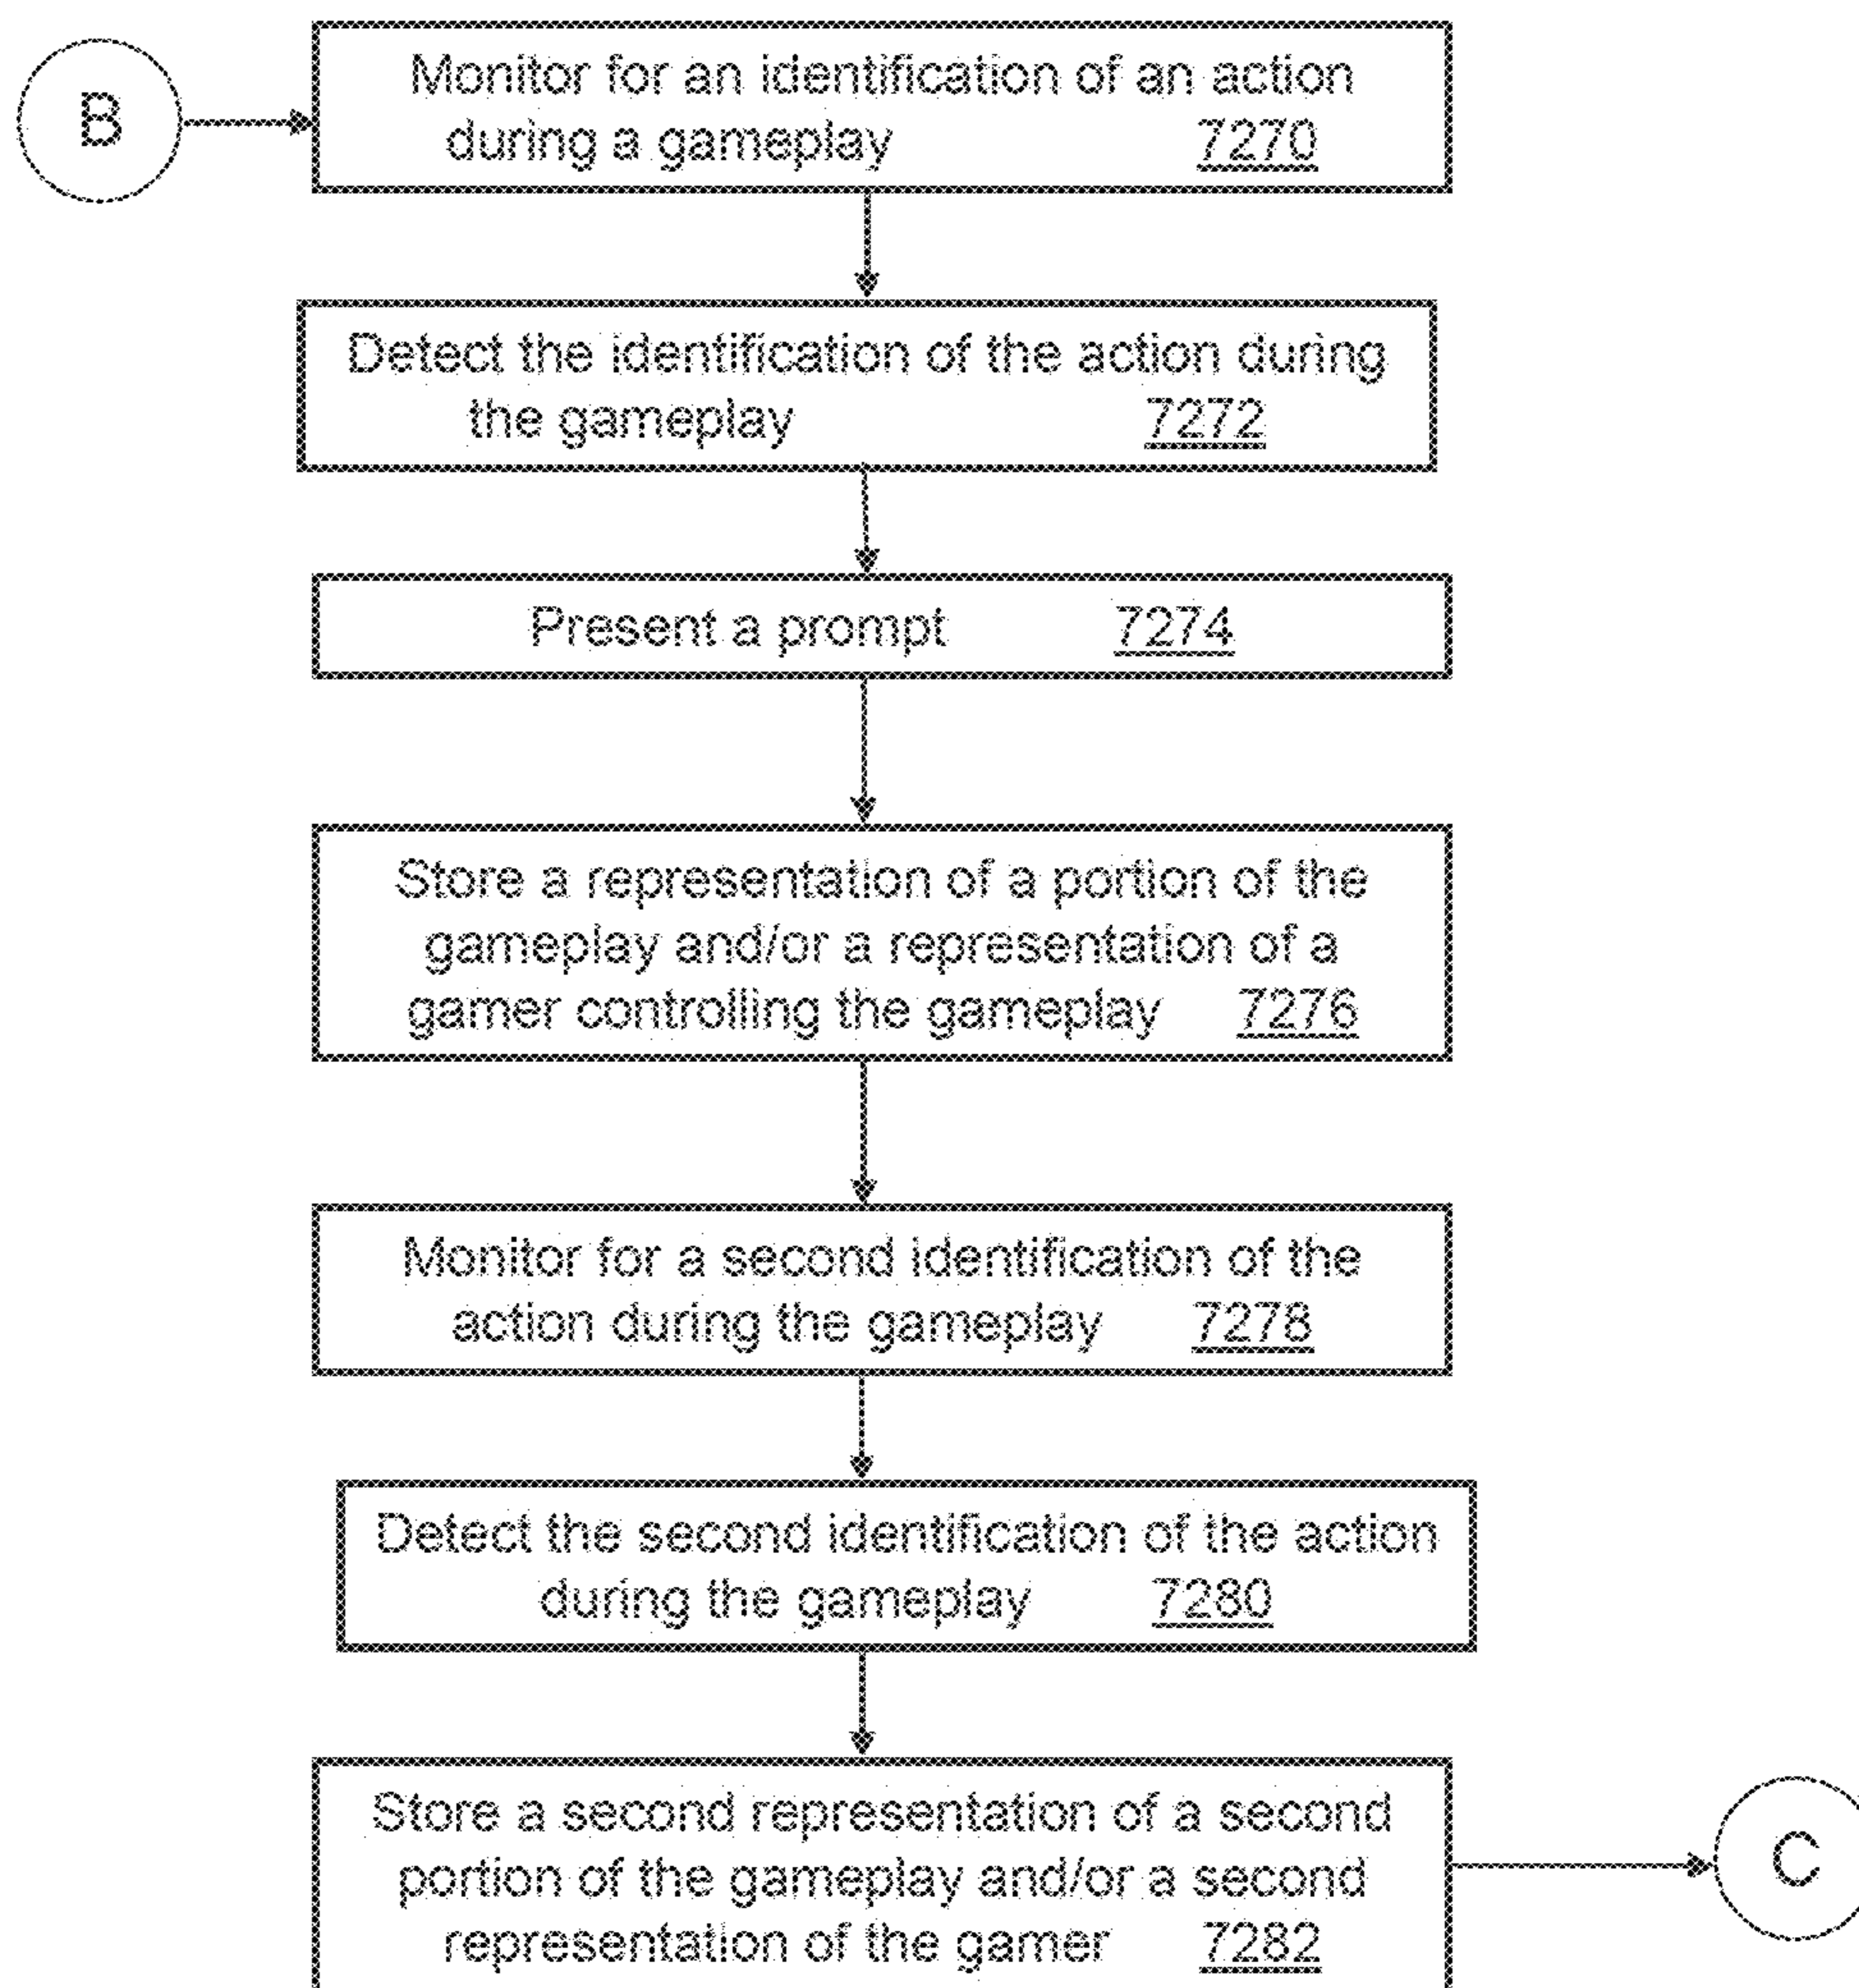 B
Monitor for an identification of an action
during a gameplay 7270
Detect the identification of the action during
the gameplay 7272
Present a prompt 7274
Store a representation of a portion of the
gameplay and/or a representation of a
gamer controlling the gameplay 7276
Monitor for a second identification of the
action during the gameplay 7278
Detect the second identification of the action
during the gameplay 7280
Store a second representation of a second
portion of the gameplay and/or a second
representation of the gamer 7282
C